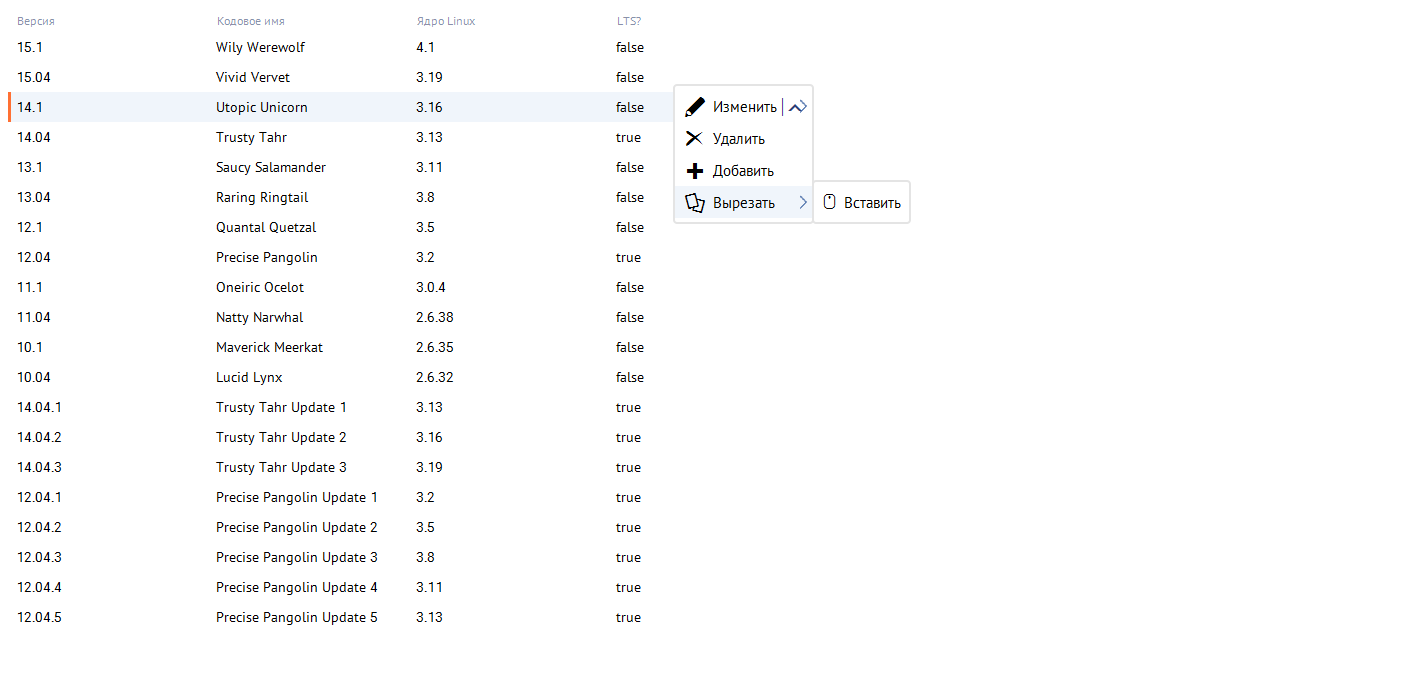 Версия Кодовое имя Ядро Linux LTS?
15.1 Wily Werewolf 4.1 false
15.04 Vivid Vervet 3.19 false
14.1 Utopic Unicorn 3.16 false Изменить
14.04 Trusty Tahr 3.13 true Удалить
13.1 Saucy Salamander 3.11 false Добавить
13.04 Raring Ringtail 3.8 false Вырезать Вставить
12.1 Quantal Quetzal 3.5 false
12.04 Precise Pangolin 3.2 true
11.1 Oneiric Ocelot 3.0.4 false
11.04 Natty Narwhal 2.6.38 false
10.1 Maverick Meerkat 2.6.35 false
10.04 Lucid Lynx 2.6.32 false
14.04.1 Trusty Tahr Update 1 3.13 true
14.04.2 Trusty Tahr Update 2 3.16 true
14.04.3 Trusty Tahr Update 3 3.19 true
12.04.1 Precise Pangolin Update 1 3.2 true
12.04.2 Precise Pangolin Update 2 3.5 true
12.04.3 Precise Pangolin Update 3 3.8 true
12.04.4 Precise Pangolin Update 4 3.11 true
12.04.5 Precise Pangolin Update 5 3.13 true